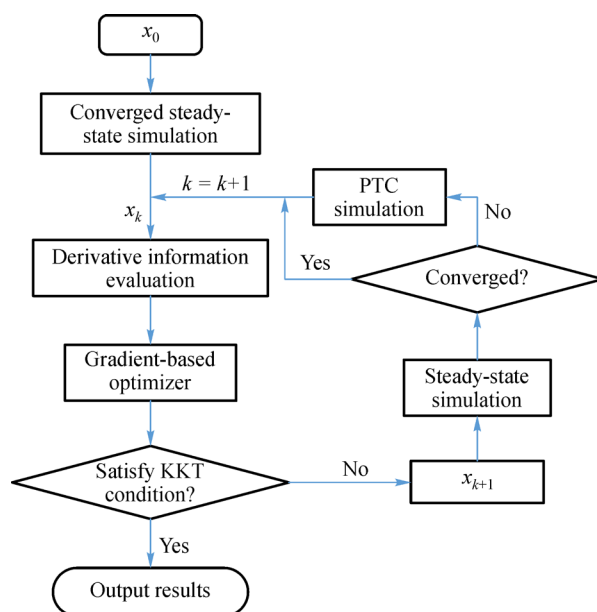 x₀
Converged steady-
state simulation
k = k+1
PTC
simulation
No
xₖ
Derivative information
evaluation
Yes
Converged?
Gradient-based
optimizer
Steady-state
simulation
Satisfy KKT
condition?
No
xₖ₊₁
Yes
Output results